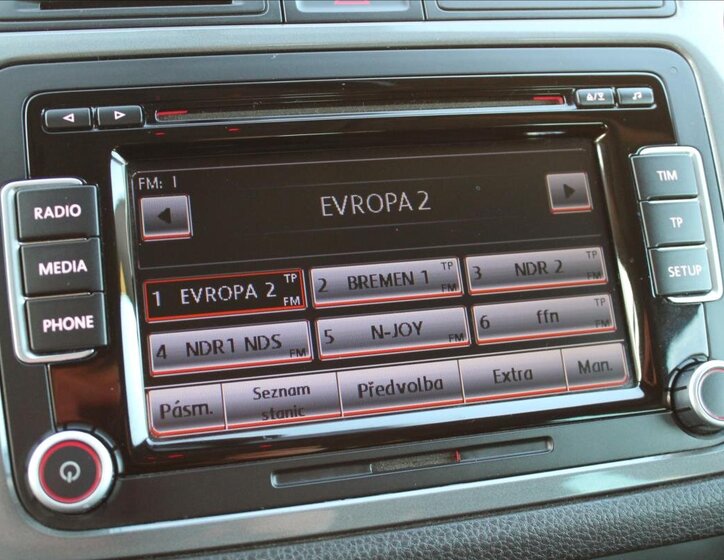 RADIO
MEDIA
PHONE
FM: I
EVROPA 2
1 EVROPA 2 TP FM
2 BREMEN 1 TP FM
3 NDR 2 TP FM
4 NDR1 NDS FM
5 N-JOY FM
6 ffn TP FM
Pásm.
Seznam
stanic
Předvolba
Extra
Man.
TIM
TP
SETUP